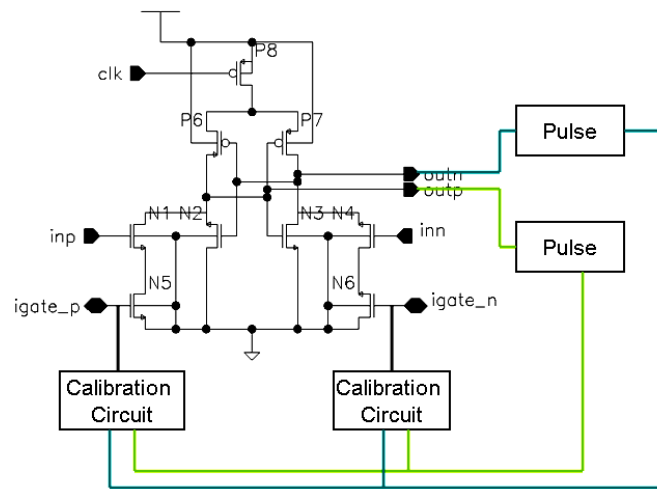 P8
clk
P6 P7
Pulse
outn
outp
N1 N2 N3 N4
inp inn
Pulse
N5 N6
igate_p igate_n
Calibration Circuit
Calibration Circuit